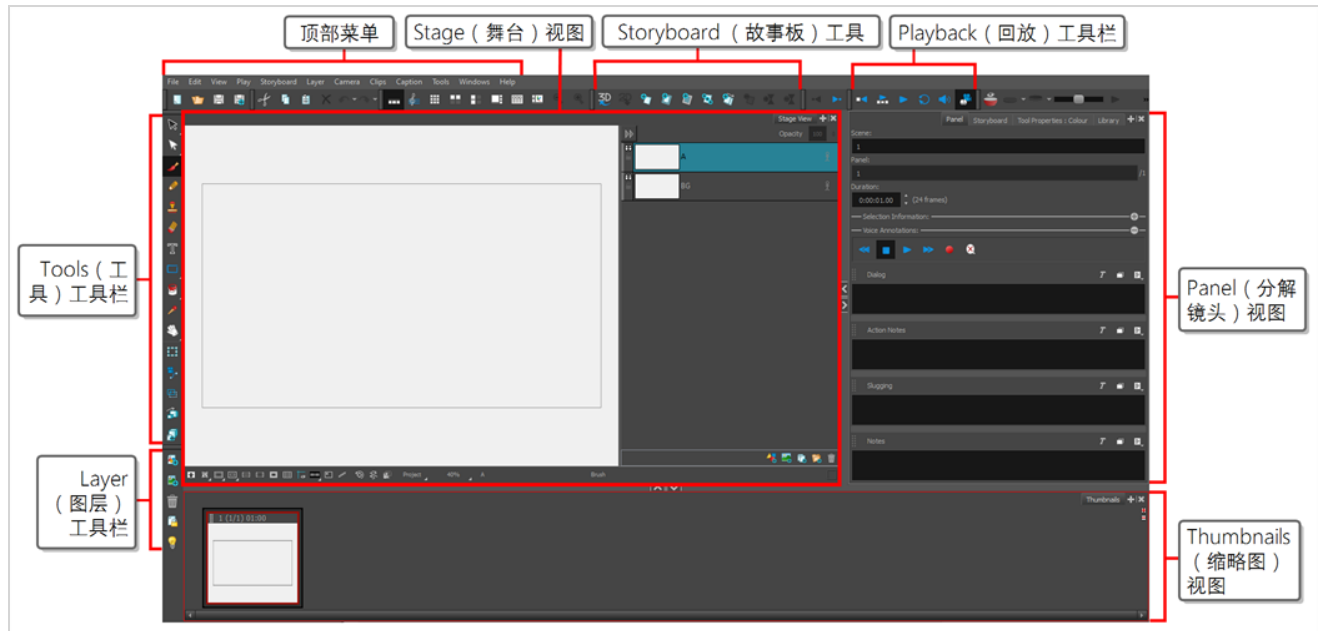 顶部菜单
Stage（舞台）视图
Storyboard （故事板）工具
Playback（回放）工具栏
File Edit View Play Storyboard Layer Camera Clips Caption Tools Windows Help
3D
Stage View
Opacity
A
BG
Panel Storyboard Tool Properties : Colour Library
Scene:
1
Panel:
1 /1
Duration:
0:00:01.00 (24 frames)
Selection Information:
Voice Annotations:
Dialog
Action Notes
Slugging
Notes
Tools（工
具）工具栏
Panel（分解
镜头）视图
Project 40% A Brush
Layer
（图层）
工具栏
Thumbnails
1 (1/1) 01:00
Thumbnails
（缩略图）
视图